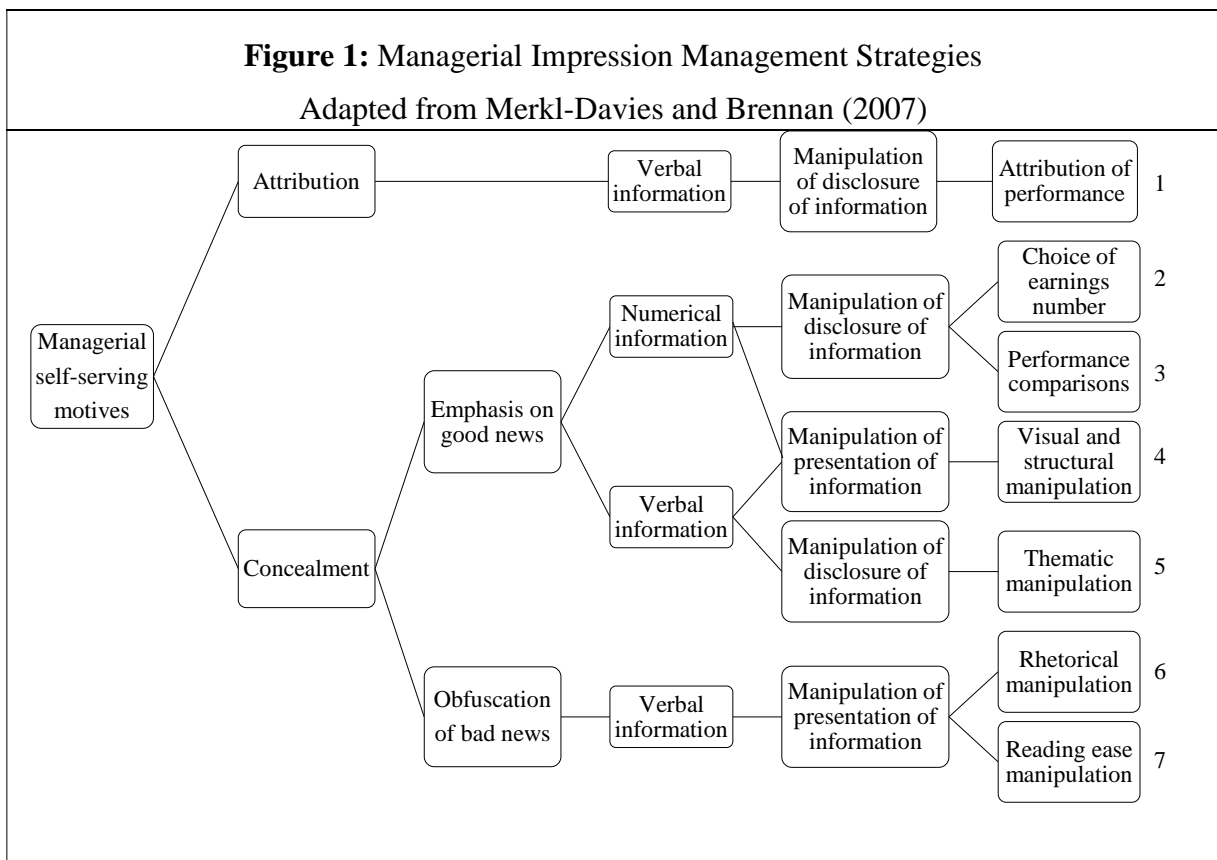 Figure 1: Managerial Impression Management Strategies
Adapted from Merkl-Davies and Brennan (2007)
Attribution
Verbal
information
Manipulation
of disclosure
of information
Attribution of
performance
1
Managerial
self-serving
motives
Concealment
Emphasis on
good news
Numerical
information
Manipulation of
disclosure of
information
Choice of
earnings
number
2
Performance
comparisons
3
Verbal
information
Manipulation of
presentation of
information
Visual and
structural
manipulation
4
Manipulation of
disclosure of
information
Thematic
manipulation
5
Obfuscation
of bad news
Verbal
information
Manipulation of
presentation of
information
Rhetorical
manipulation
6
Reading ease
manipulation
7